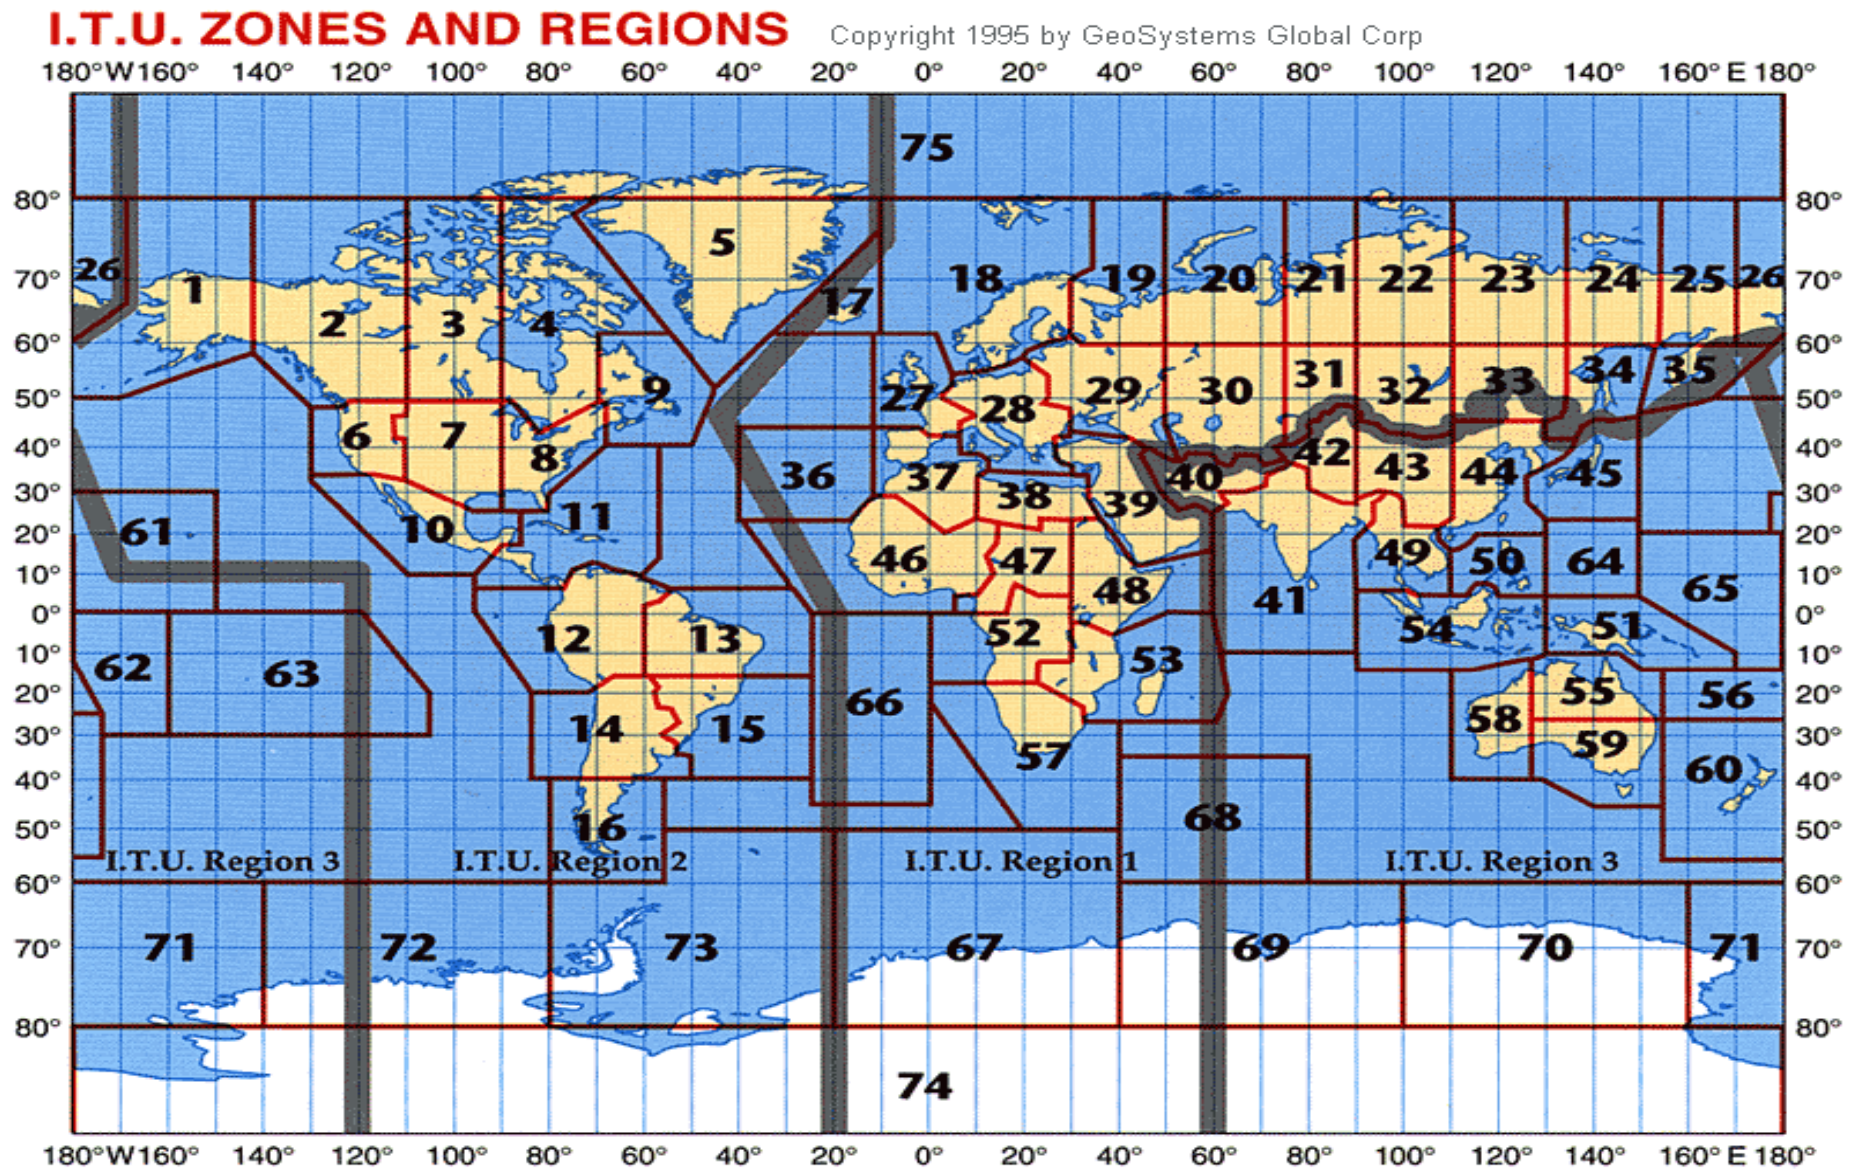 I.T.U. ZONES AND REGIONS Copyright 1995 by GeoSystems Global Corp
180° W 160° 140° 120° 100° 80° 60° 40° 20° 0° 20° 40° 60° 80° 100° 120° 140° 160° E 180°
75
80° 80°
5
26 1 70° 18 19 20 21 22 23 24 25 26 70°
2 3 4 17
60° 60°
9 27 28 29 30 31 32 33 34 35
50° 50°
6 7 8
40° 40°
36 37 38 39 40 42 43 44 45
30° 30°
61 10 11
20° 20°
46 47 48 49 50 64 65
10° 10°
41
0° 0°
12 13 52 53 54 51
62 63
10° 10°
66 55 56
20° 20°
14 15 58 59
30° 30°
57 60
40° 40°
16 68
50° 50°
I.T.U. Region 3 I.T.U. Region 2 I.T.U. Region 1 I.T.U. Region 3
60° 60°
71 72 73 67 69 70 71
70° 70°
80° 80°
74
180° W 160° 140° 120° 100° 80° 60° 40° 20° 0° 20° 40° 60° 80° 100° 120° 140° 160° E 180°